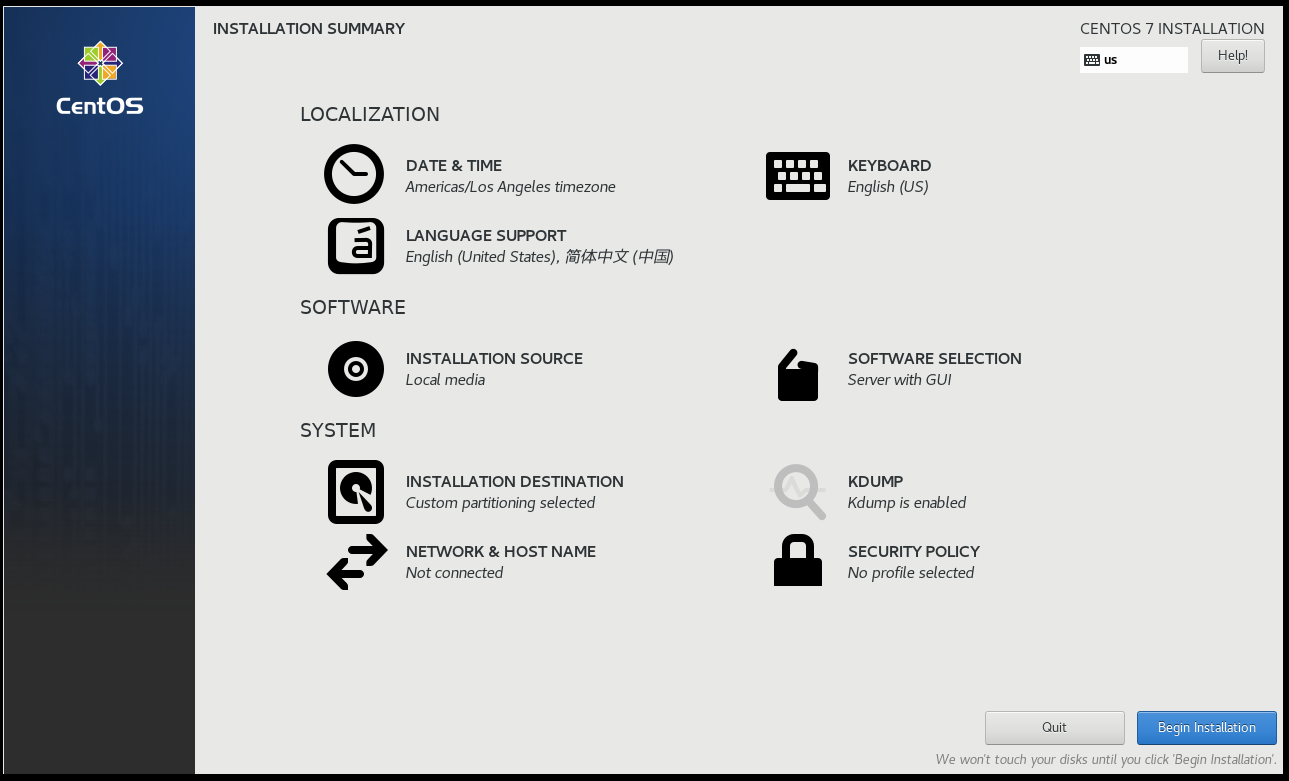 CentOS
INSTALLATION SUMMARY
CENTOS 7 INSTALLATION
us
Help!
LOCALIZATION
DATE & TIME
Americas/Los Angeles timezone
KEYBOARD
English (US)
á
LANGUAGE SUPPORT
English (United States), 简体中文 (中国)
SOFTWARE
INSTALLATION SOURCE
Local media
SOFTWARE SELECTION
Server with GUI
SYSTEM
INSTALLATION DESTINATION
Custom partitioning selected
KDUMP
Kdump is enabled
NETWORK & HOST NAME
Not connected
SECURITY POLICY
No profile selected
Quit
Begin Installation
We won't touch your disks until you click 'Begin Installation'.